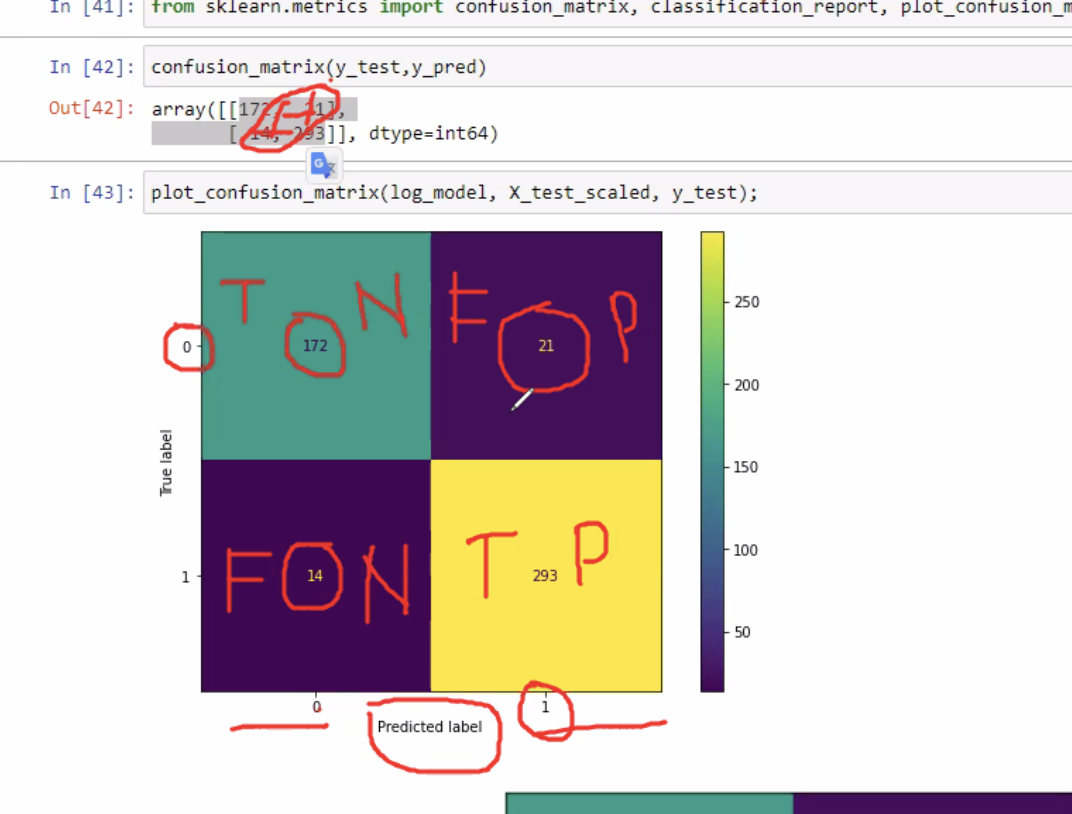 In [41]: from sklearn.metrics import confusion_matrix, classification_report, plot_confusion_m
In [42]: confusion_matrix(y_test,y_pred)
Out[42]: array([[172, 21],
[ 14, 293]], dtype=int64)
In [43]: plot_confusion_matrix(log_model, X_test_scaled, y_test);
T N F P
0 172 21
250
200
True label
150
F N T P
1 14 293
100
50
0 1
Predicted label